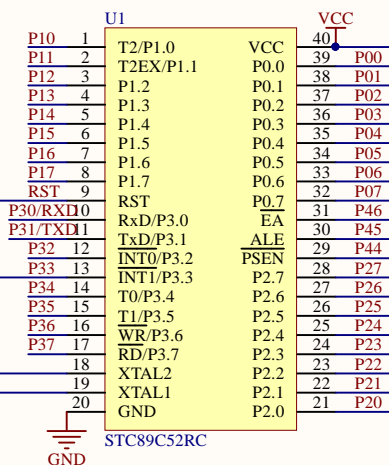 U1 VCC
P10 1 T2/P1.0 VCC 40
P11 2 T2EX/P1.1 P0.0 39 P00
P12 3 P1.2 P0.1 38 P01
P13 4 P1.3 P0.2 37 P02
P14 5 P1.4 P0.3 36 P03
P15 6 P1.5 P0.4 35 P04
P16 7 P1.6 P0.5 34 P05
P17 8 P1.7 P0.6 33 P06
RST 9 RST P0.7 32 P07
P30/RXD 10 RxD/P3.0 EA 31 P46
P31/TXD 11 TxD/P3.1 ALE 30 P45
P32 12 INT0/P3.2 PSEN 29 P44
P33 13 INT1/P3.3 P2.7 28 P27
P34 14 T0/P3.4 P2.6 27 P26
P35 15 T1/P3.5 P2.5 26 P25
P36 16 WR/P3.6 P2.4 25 P24
P37 17 RD/P3.7 P2.3 24 P23
18 XTAL2 P2.2 23 P22
19 XTAL1 P2.1 22 P21
20 GND P2.0 21 P20
STC89C52RC
GND